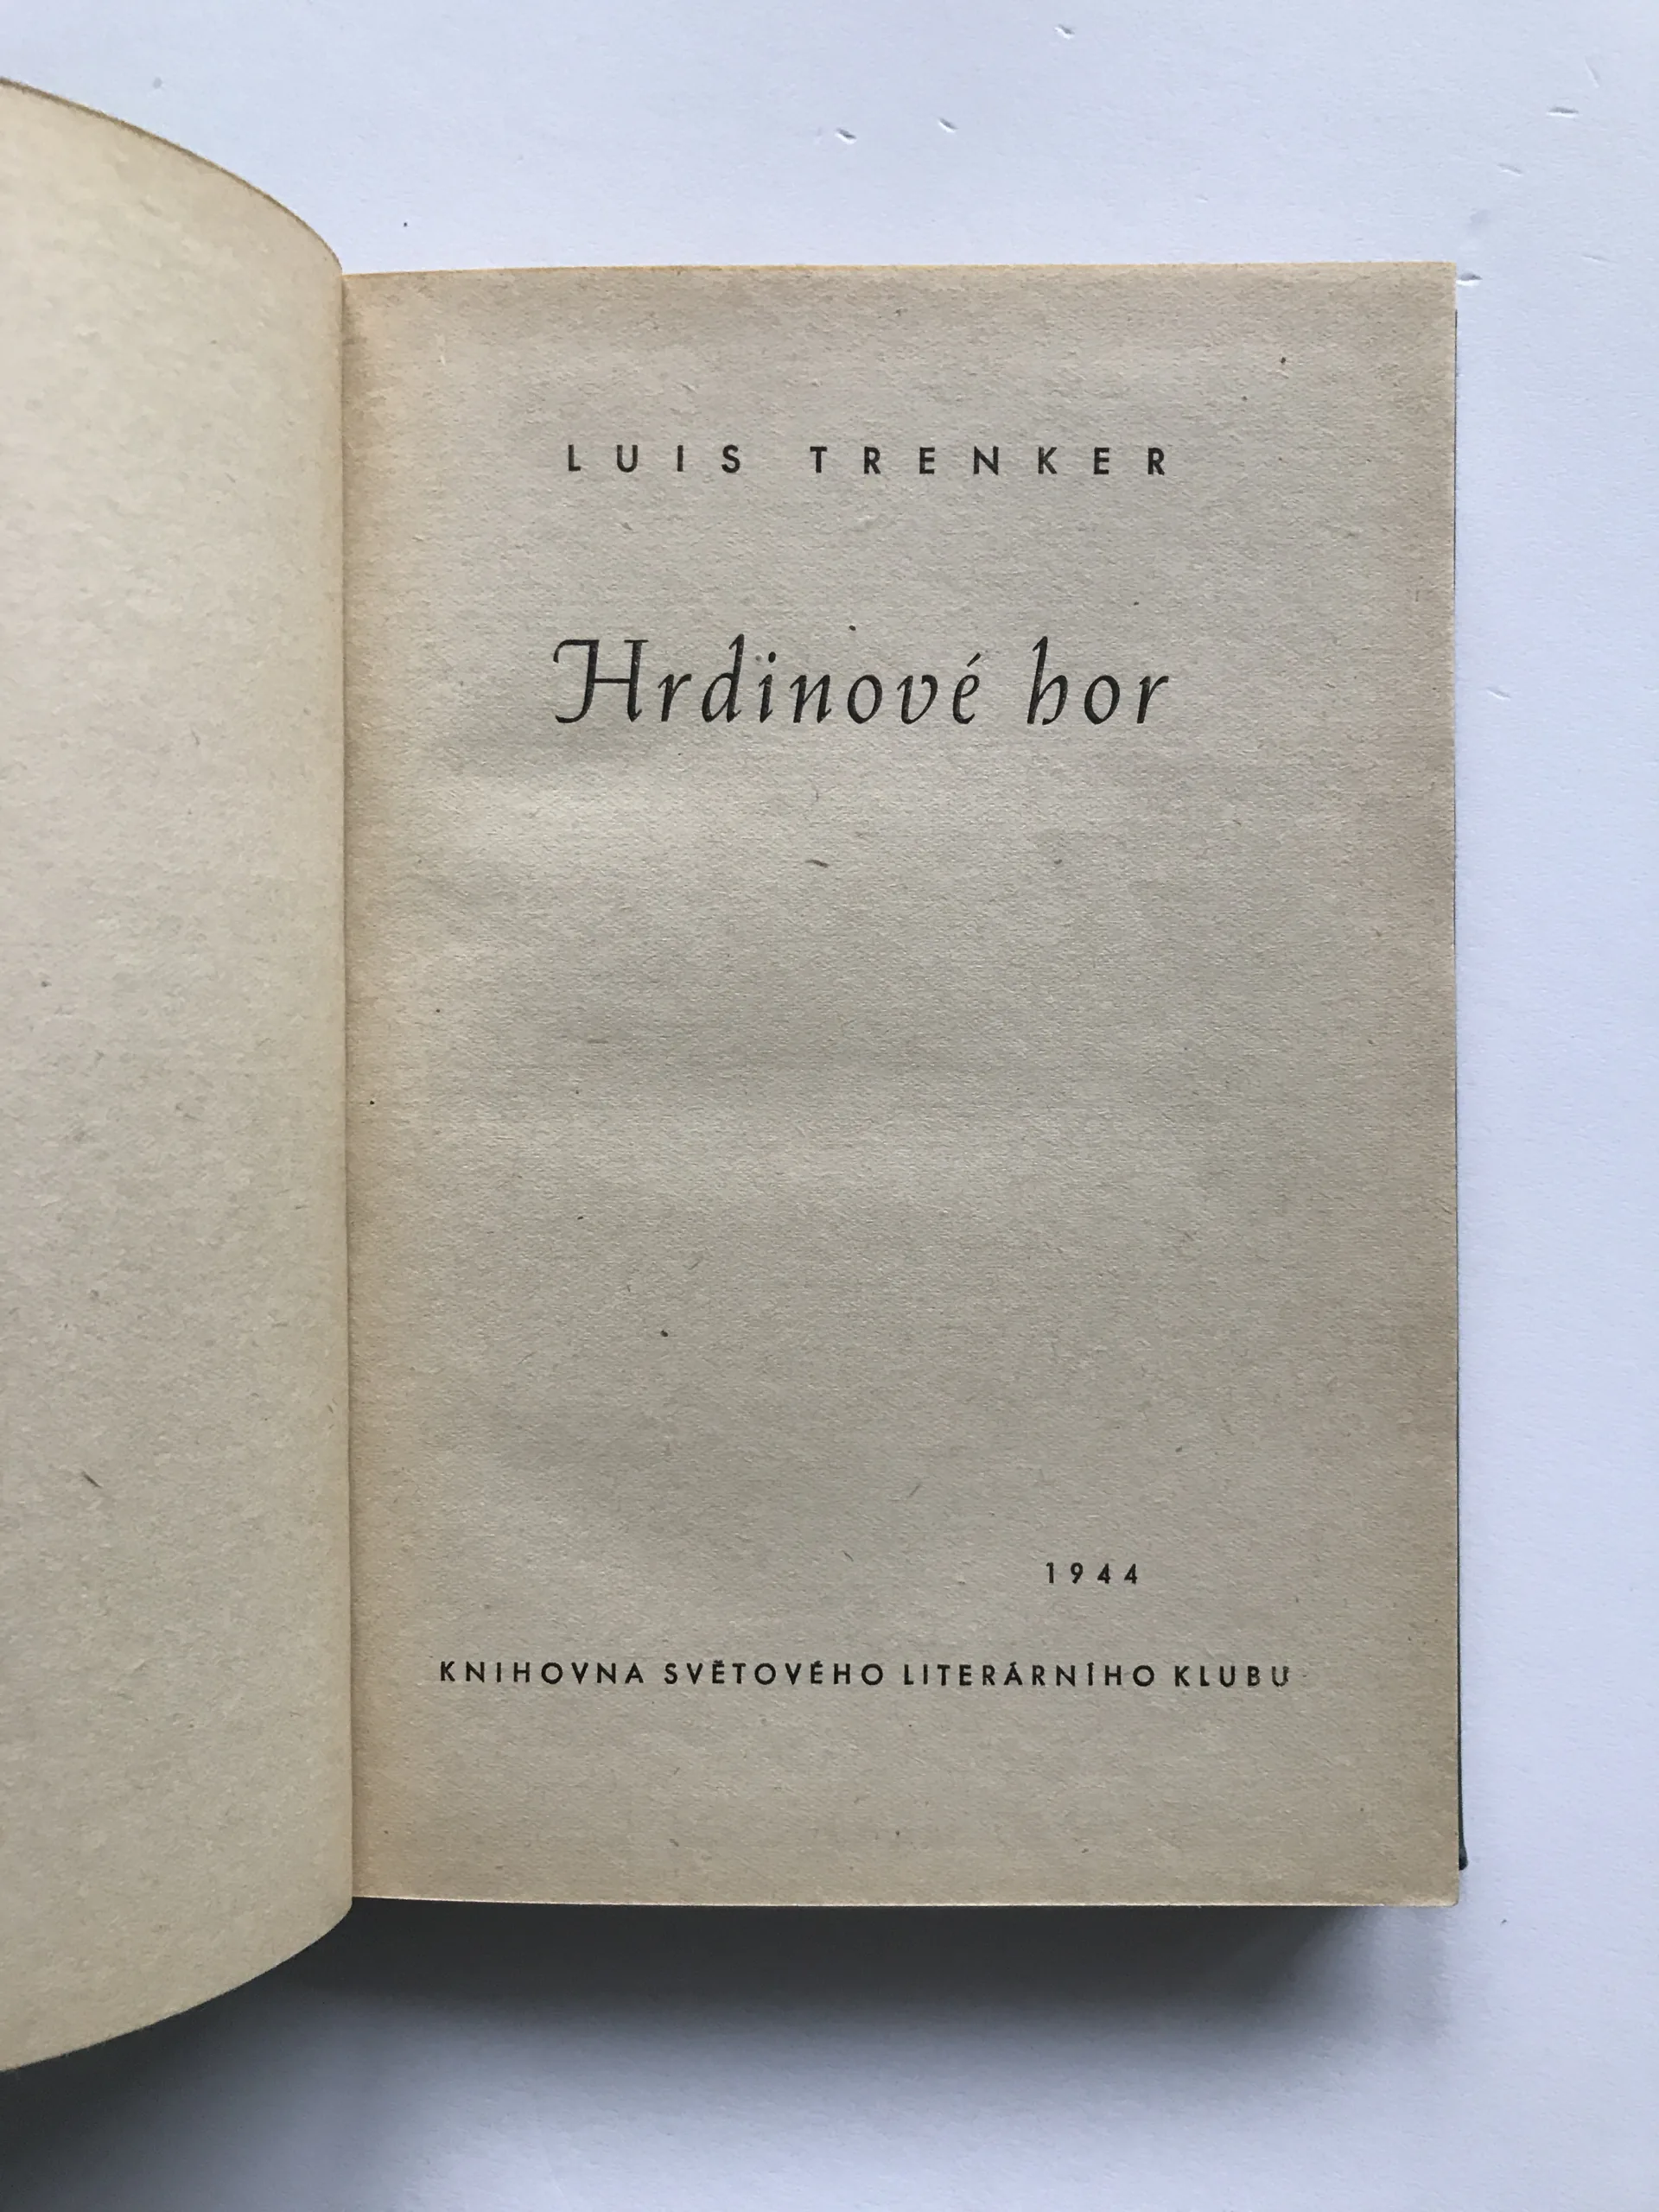 LUIS TRENKER
Hrdinové hor
1944
KNIHOVNA SVĚTOVÉHO LITERÁRNÍHO KLUBU